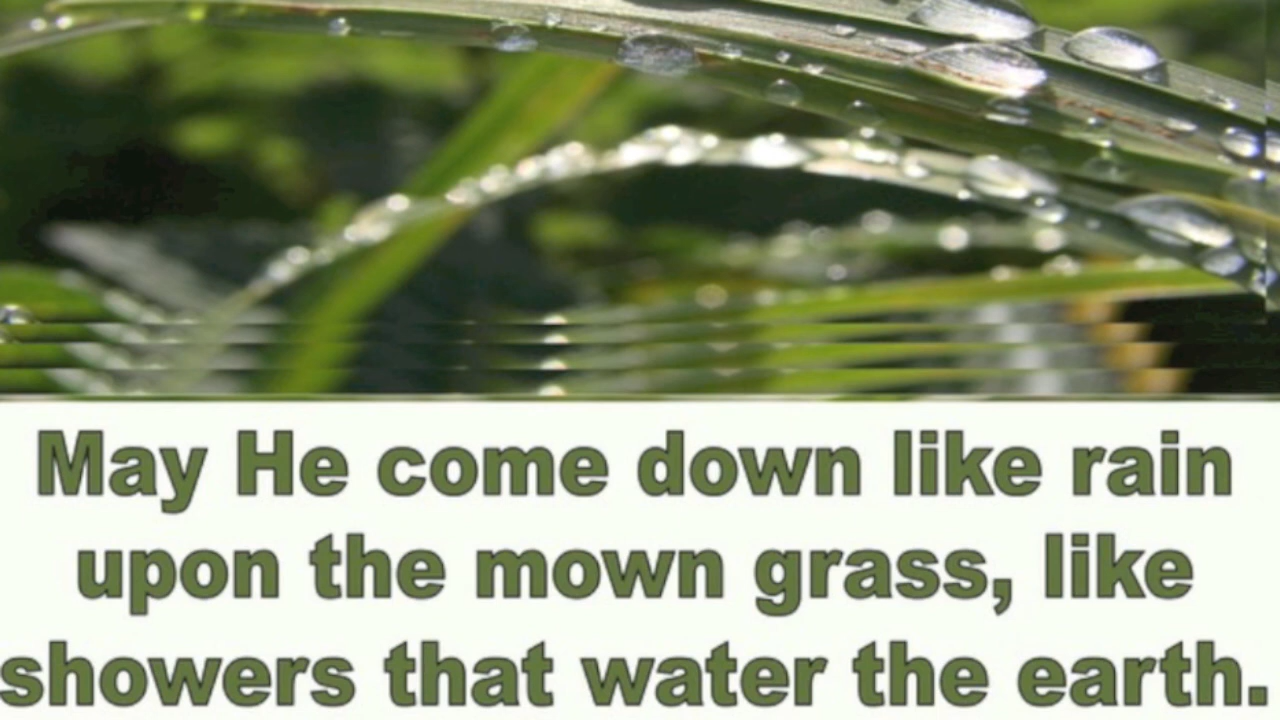 May He come down like rain
upon the mown grass, like
showers that water the earth.